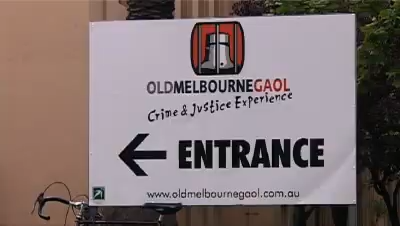 OLDMELBOURNEGAOL
Crime & Justice Experience
ENTRANCE
www.oldmelbournegaol.com.au